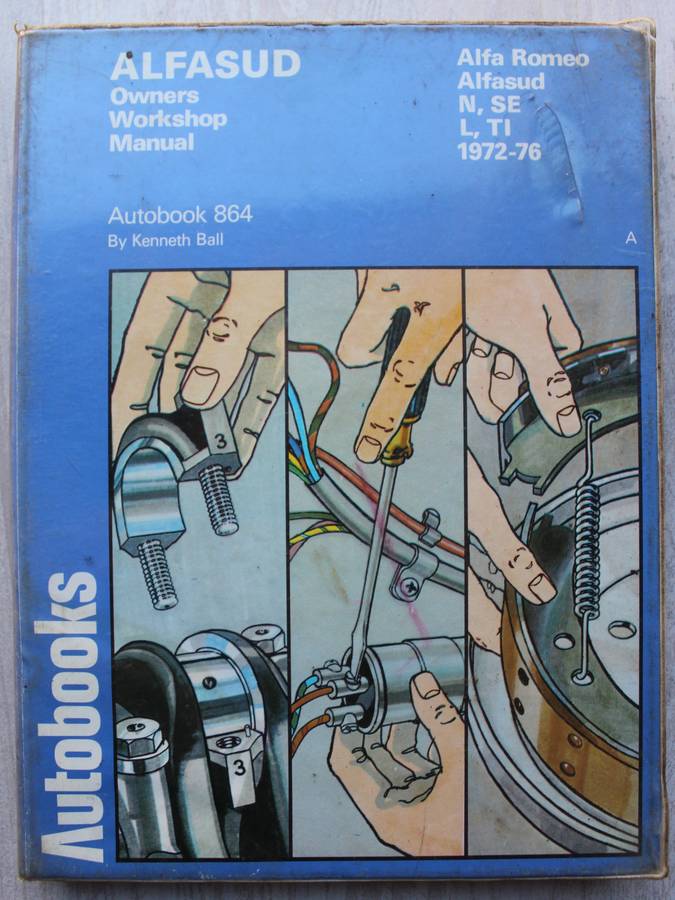 ALFASUD
Owners
Workshop
Manual
Alfa Romeo
Alfasud
N, SE
L, TI
1972-76
Autobook 864
By Kenneth Ball
A
3
3
Autobooks